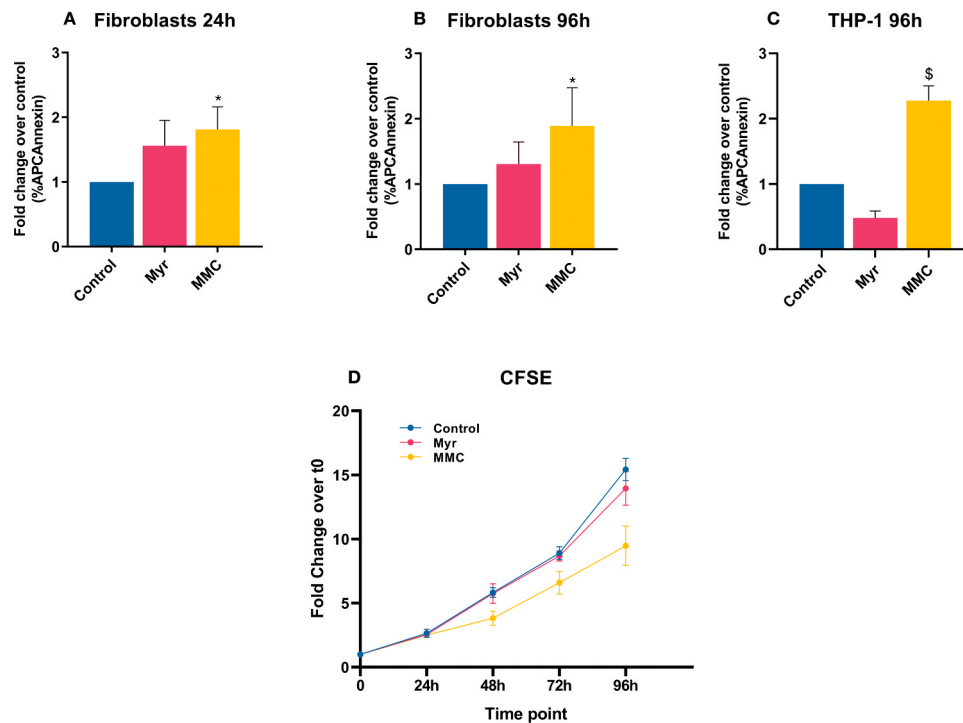 A Fibroblasts 24h
Fold change over control
(%APCAnnexin)
3
2
1
0
*
Control
Myr
MMC
B Fibroblasts 96h
Fold change over control
(%APCAnnexin)
3
2
1
0
*
Control
Myr
MMC
C THP-1 96h
Fold change over control
(%APCAnnexin)
3
2
1
0
$
Control
Myr
MMC
D CFSE
Fold Change over t0
20
15
10
5
0
Control
Myr
MMC
0 24h 48h 72h 96h
Time point